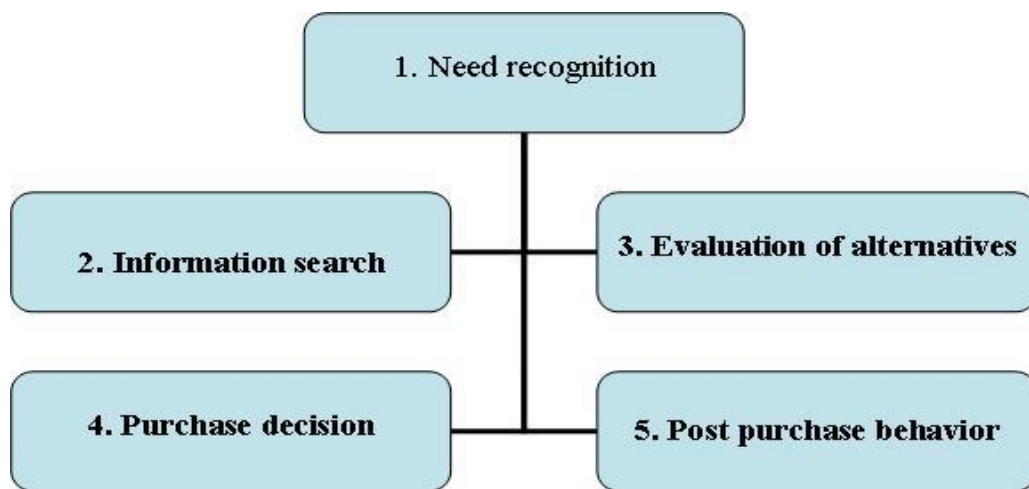 1. Need recognition
2. Information search
3. Evaluation of alternatives
4. Purchase decision
5. Post purchase behavior